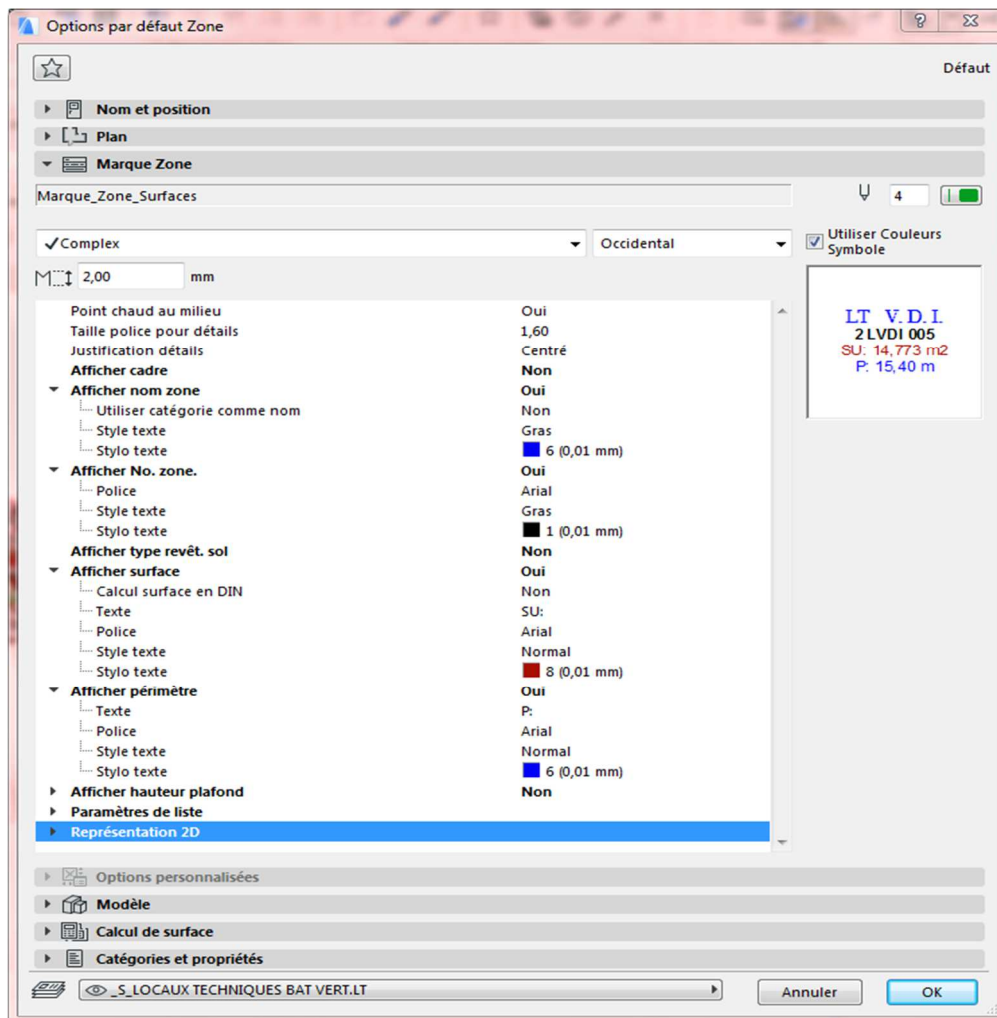 Options par défaut Zone
Défaut
Nom et position
Plan
Marque Zone
Marque_Zone_Surfaces 4
Complex Occidental
Utiliser Couleurs
Symbole
2,00 mm
Point chaud au milieu Oui
Taille police pour détails 1,60
Justification détails Centré
Afficher cadre Non
Afficher nom zone Oui
Utiliser catégorie comme nom Non
Style texte Gras
Stylo texte 6 (0,01 mm)
Afficher No. zone. Oui
Police Arial
Style texte Gras
Stylo texte 1 (0,01 mm)
Afficher type revêt. sol Non
Afficher surface Oui
Calcul surface en DIN Non
Texte SU:
Police Arial
Style texte Normal
Stylo texte 8 (0,01 mm)
Afficher périmètre Oui
Texte P:
Police Arial
Style texte Normal
Stylo texte 6 (0,01 mm)
Afficher hauteur plafond Non
Paramètres de liste
Représentation 2D
LT V.D.I.
2 LVDI 005
SU: 14,773 m2
P: 15,40 m
Options personnalisées
Modèle
Calcul de surface
Catégories et propriétés
_S_LOCAUX TECHNIQUES BAT VERT.LT
Annuler OK